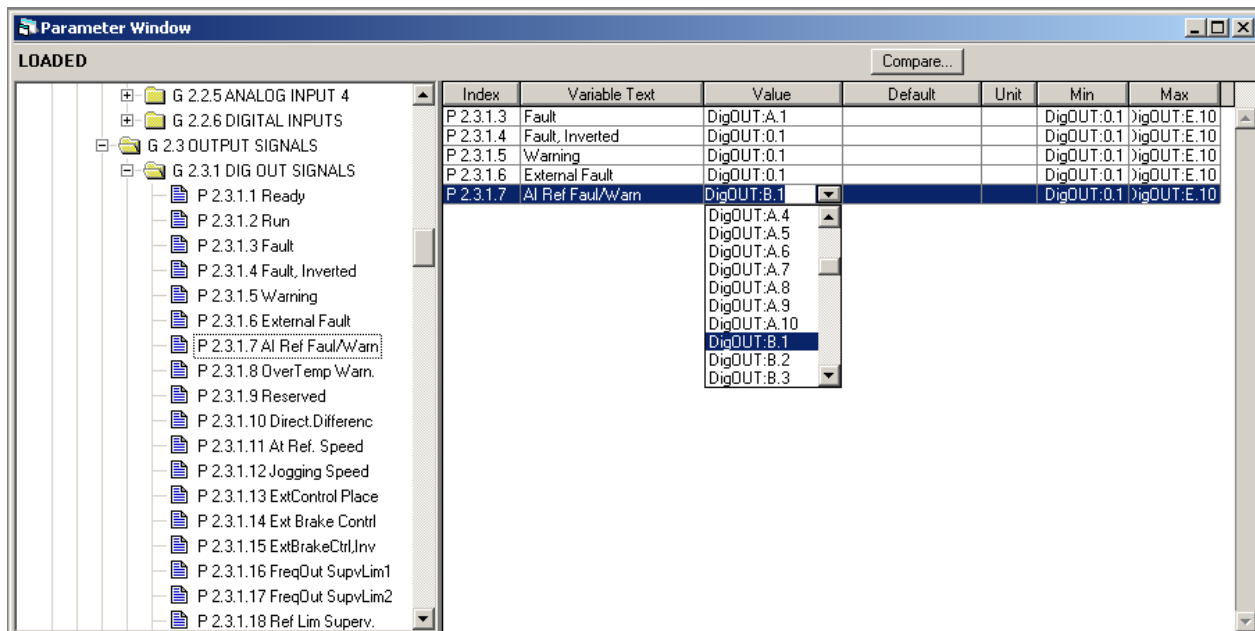 Parameter Window
LOADED
Compare...
G 2.2.5 ANALOG INPUT 4
G 2.2.6 DIGITAL INPUTS
G 2.3 OUTPUT SIGNALS
G 2.3.1 DIG OUT SIGNALS
P 2.3.1.1 Ready
P 2.3.1.2 Run
P 2.3.1.3 Fault
P 2.3.1.4 Fault, Inverted
P 2.3.1.5 Warning
P 2.3.1.6 External Fault
P 2.3.1.7 AI Ref Faul/Warn
P 2.3.1.8 OverTemp Warn.
P 2.3.1.9 Reserved
P 2.3.1.10 Direct.Differenc
P 2.3.1.11 At Ref. Speed
P 2.3.1.12 Jogging Speed
P 2.3.1.13 ExtControl Place
P 2.3.1.14 Ext Brake Contrl
P 2.3.1.15 ExtBrakeCtrl,Inv
P 2.3.1.16 FreqOut SupvLim1
P 2.3.1.17 FreqOut SupvLim2
P 2.3.1.18 Ref Lim Superv.
Index Variable Text Value Default Unit Min Max
P 2.3.1.3 Fault DigOUT:A.1 DigOUT:0.1 DigOUT:E.10
P 2.3.1.4 Fault, Inverted DigOUT:0.1 DigOUT:0.1 DigOUT:E.10
P 2.3.1.5 Warning DigOUT:0.1 DigOUT:0.1 DigOUT:E.10
P 2.3.1.6 External Fault DigOUT:0.1 DigOUT:0.1 DigOUT:E.10
P 2.3.1.7 AI Ref Faul/Warn DigOUT:B.1 DigOUT:0.1 DigOUT:E.10
DigOUT:A.4
DigOUT:A.5
DigOUT:A.6
DigOUT:A.7
DigOUT:A.8
DigOUT:A.9
DigOUT:A.10
DigOUT:B.1
DigOUT:B.2
DigOUT:B.3